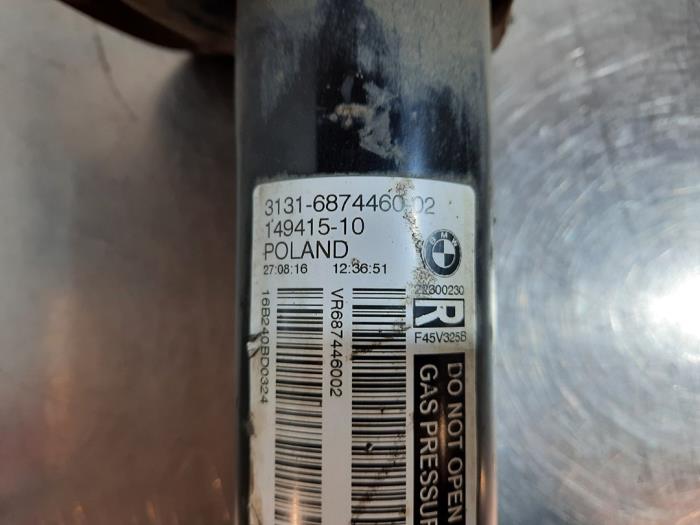 3131-6874460-02
149415-10
POLAND
27:08:16 12:36:51
BMW
22300230
R
F45V325B
16B240BD0324
VR687446002
DO NOT OPEN
GAS PRESSUR